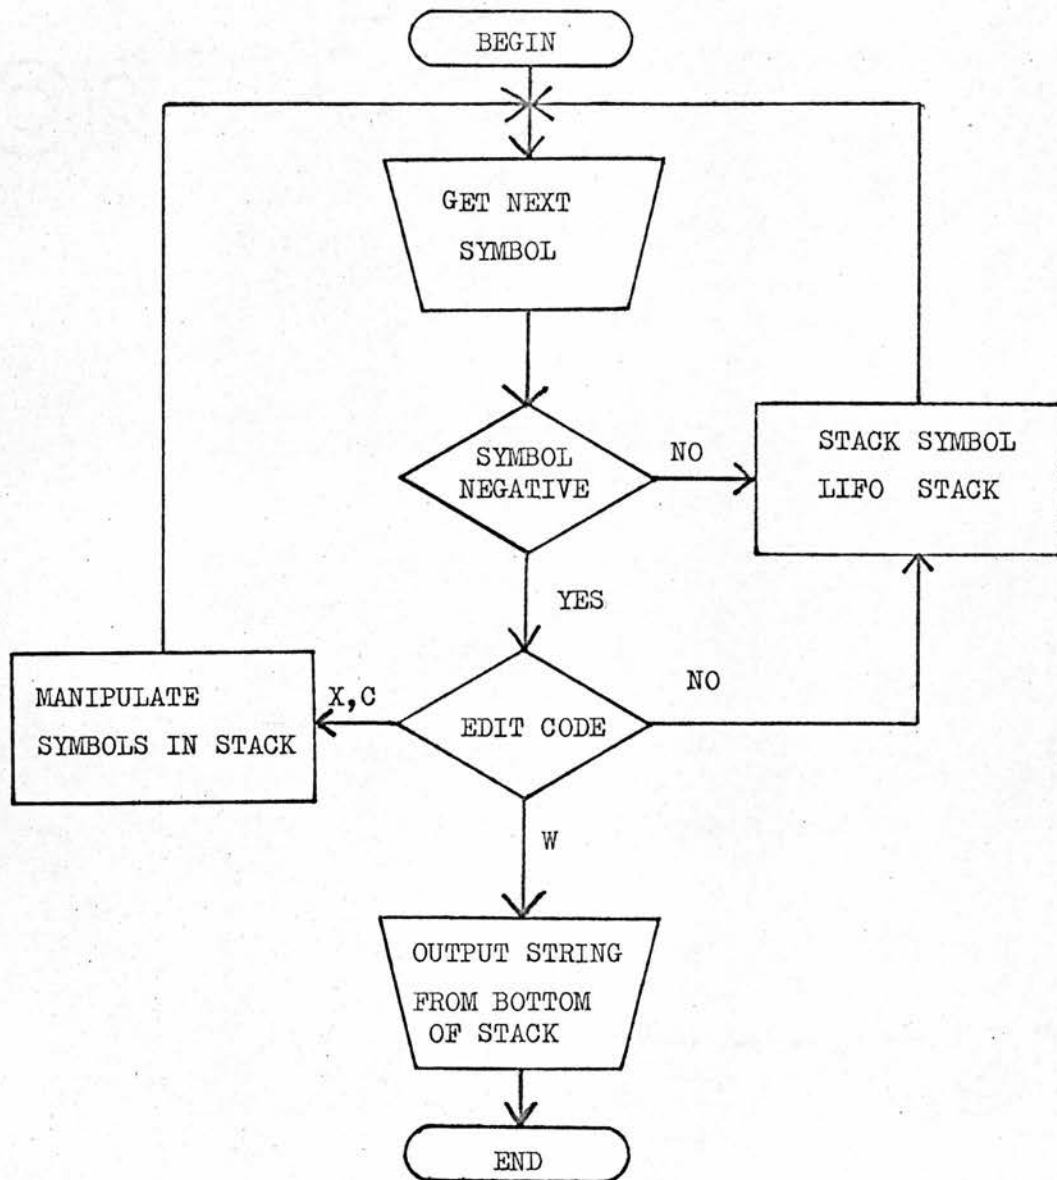 BEGIN
GET NEXT
SYMBOL
SYMBOL
NEGATIVE
NO
STACK SYMBOL
LIFO STACK
YES
MANIPULATE
SYMBOLS IN STACK
X,C
EDIT CODE
NO
W
OUTPUT STRING
FROM BOTTOM
OF STACK
END